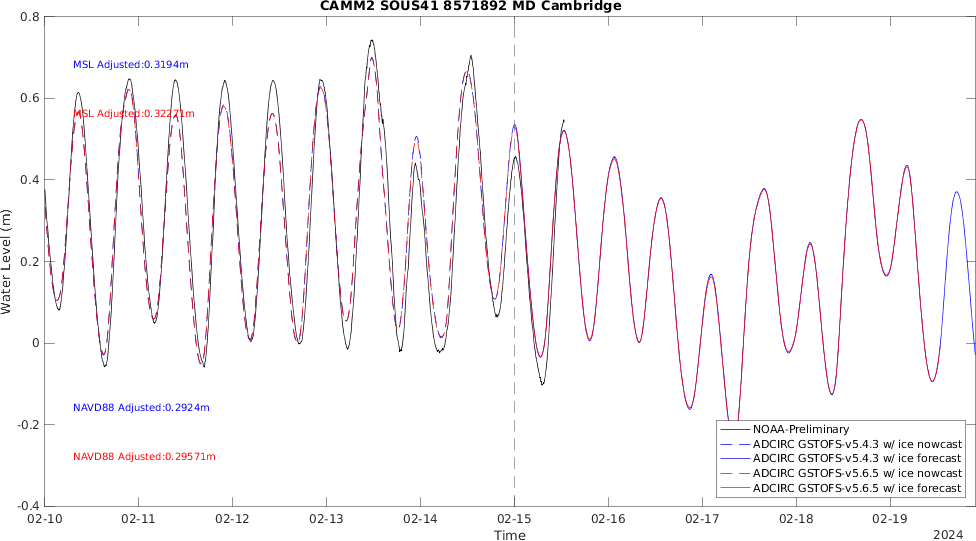 CAMM2 SOUS41 8571892 MD Cambridge
0.8
0.6
0.4
0.2
0
-0.2
-0.4
Water Level (m)
MSL Adjusted:0.3194m
MSL Adjusted:0.32271m
NAVD88 Adjusted:0.2924m
NAVD88 Adjusted:0.29571m
NOAA-Preliminary
ADCIRC GSTOFS-v5.4.3 w/ ice nowcast
ADCIRC GSTOFS-v5.4.3 w/ ice forecast
ADCIRC GSTOFS-v5.6.5 w/ ice nowcast
ADCIRC GSTOFS-v5.6.5 w/ ice forecast
02-10 02-11 02-12 02-13 02-14 02-15 02-16 02-17 02-18 02-19
Time
2024